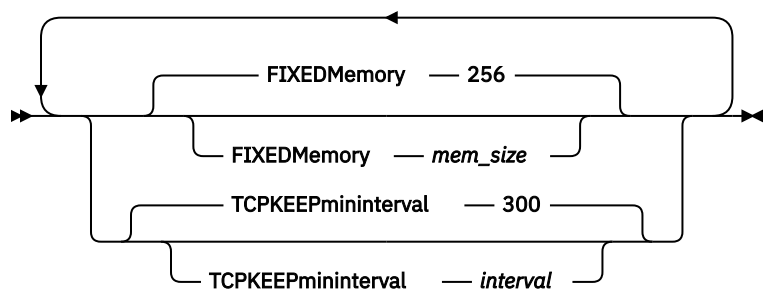 FIXEDMemory 256
FIXEDMemory mem_size
TCPKEEPmininterval 300
TCPKEEPmininterval interval